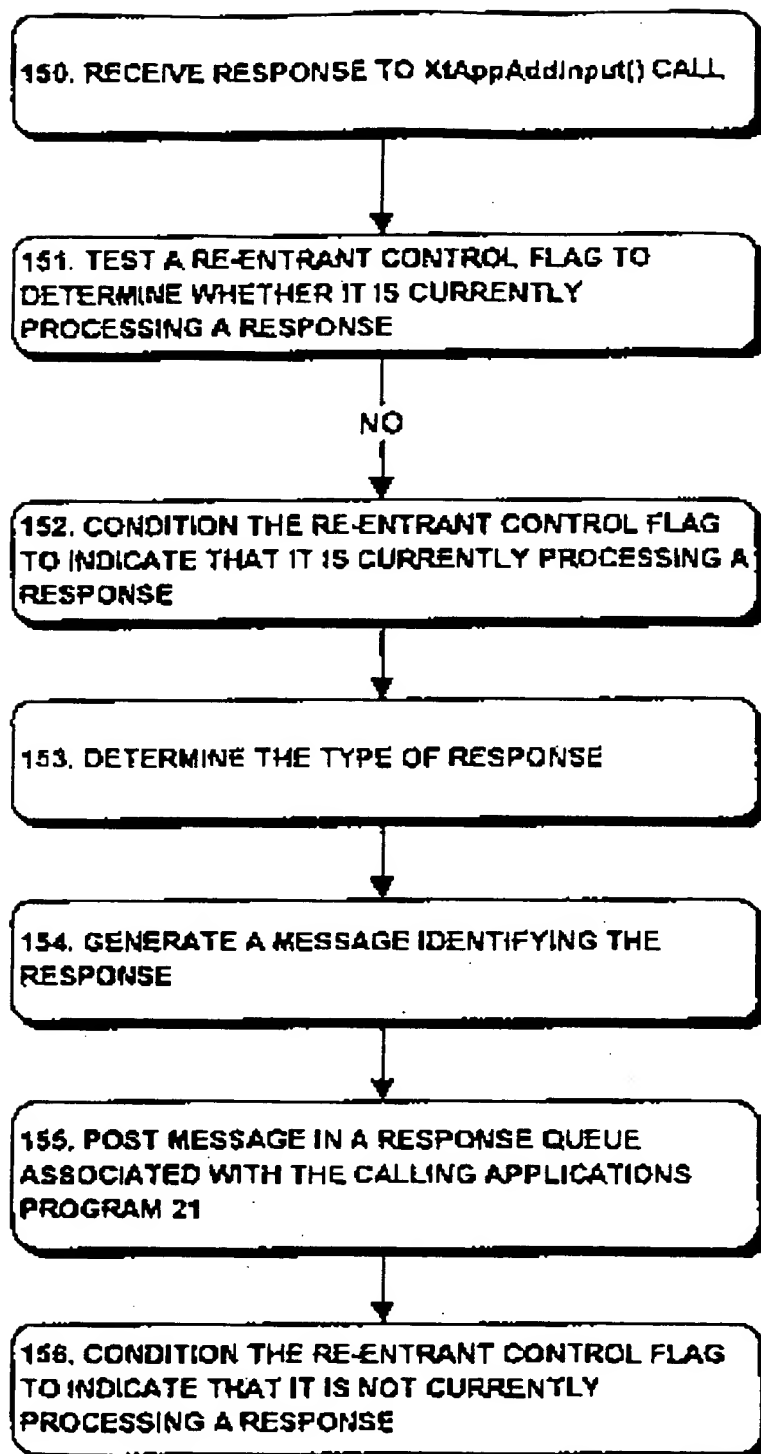 150. RECEIVE RESPONSE TO XtAppAddInput() CALL
151. TEST A RE-ENTRANT CONTROL FLAG TO
DETERMINE WHETHER IT IS CURRENTLY
PROCESSING A RESPONSE
NO
152. CONDITION THE RE-ENTRANT CONTROL FLAG
TO INDICATE THAT IT IS CURRENTLY PROCESSING A
RESPONSE
153. DETERMINE THE TYPE OF RESPONSE
154. GENERATE A MESSAGE IDENTIFYING THE
RESPONSE
155. POST MESSAGE IN A RESPONSE QUEUE
ASSOCIATED WITH THE CALLING APPLICATIONS
PROGRAM 21
156. CONDITION THE RE-ENTRANT CONTROL FLAG
TO INDICATE THAT IT IS NOT CURRENTLY
PROCESSING A RESPONSE